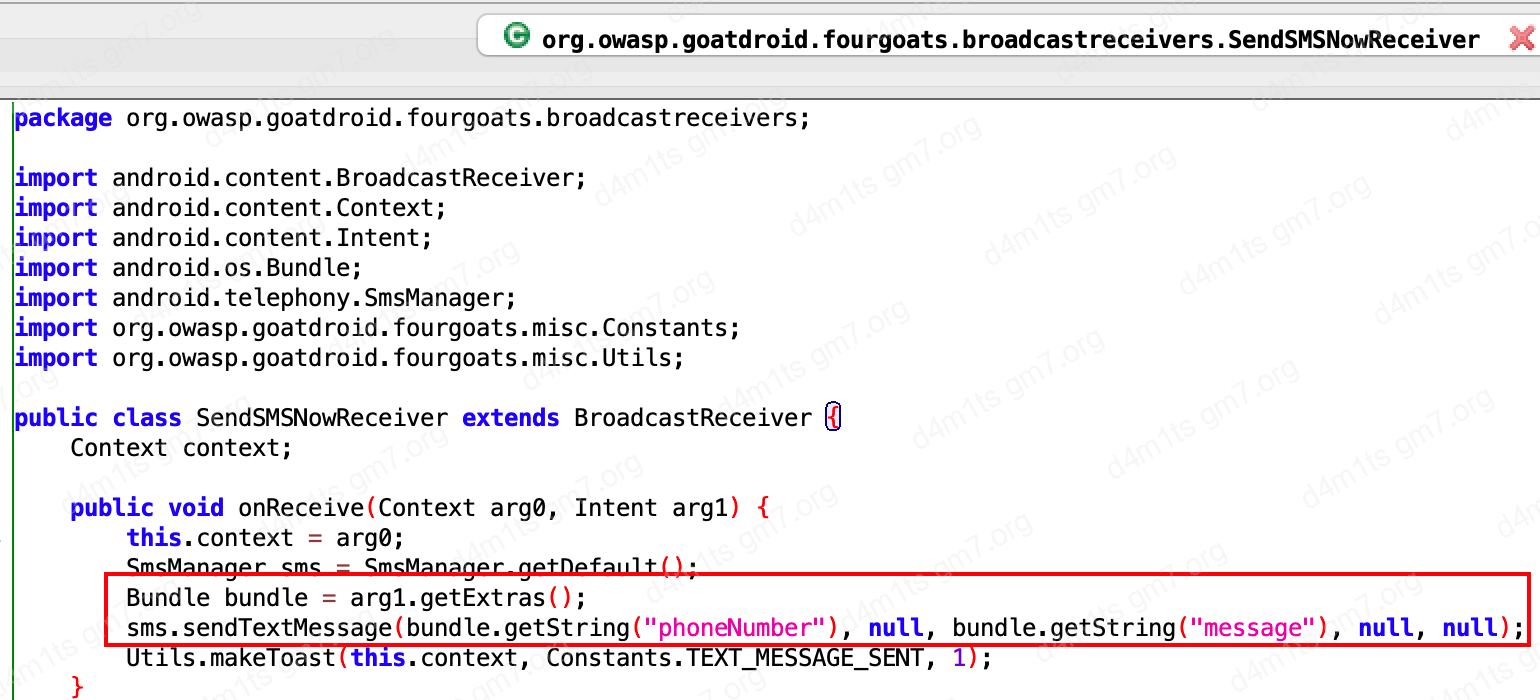 C org.owasp.goatdroid.fourgoats.broadcastreceivers.SendSMSNowReceiver
package org.owasp.goatdroid.fourgoats.broadcastreceivers;
import android.content.BroadcastReceiver;
import android.content.Context;
import android.content.Intent;
import android.os.Bundle;
import android.telephony.SmsManager;
import org.owasp.goatdroid.fourgoats.misc.Constants;
import org.owasp.goatdroid.fourgoats.misc.Utils;
public class SendSMSNowReceiver extends BroadcastReceiver {
    Context context;
    public void onReceive(Context arg0, Intent arg1) {
        this.context = arg0;
        SmsManager sms = SmsManager.getDefault();
        Bundle bundle = arg1.getExtras();
        sms.sendTextMessage(bundle.getString("phoneNumber"), null, bundle.getString("message"), null, null);
        Utils.makeToast(this.context, Constants.TEXT_MESSAGE_SENT, 1);
    }
d4m1ts gm7.org